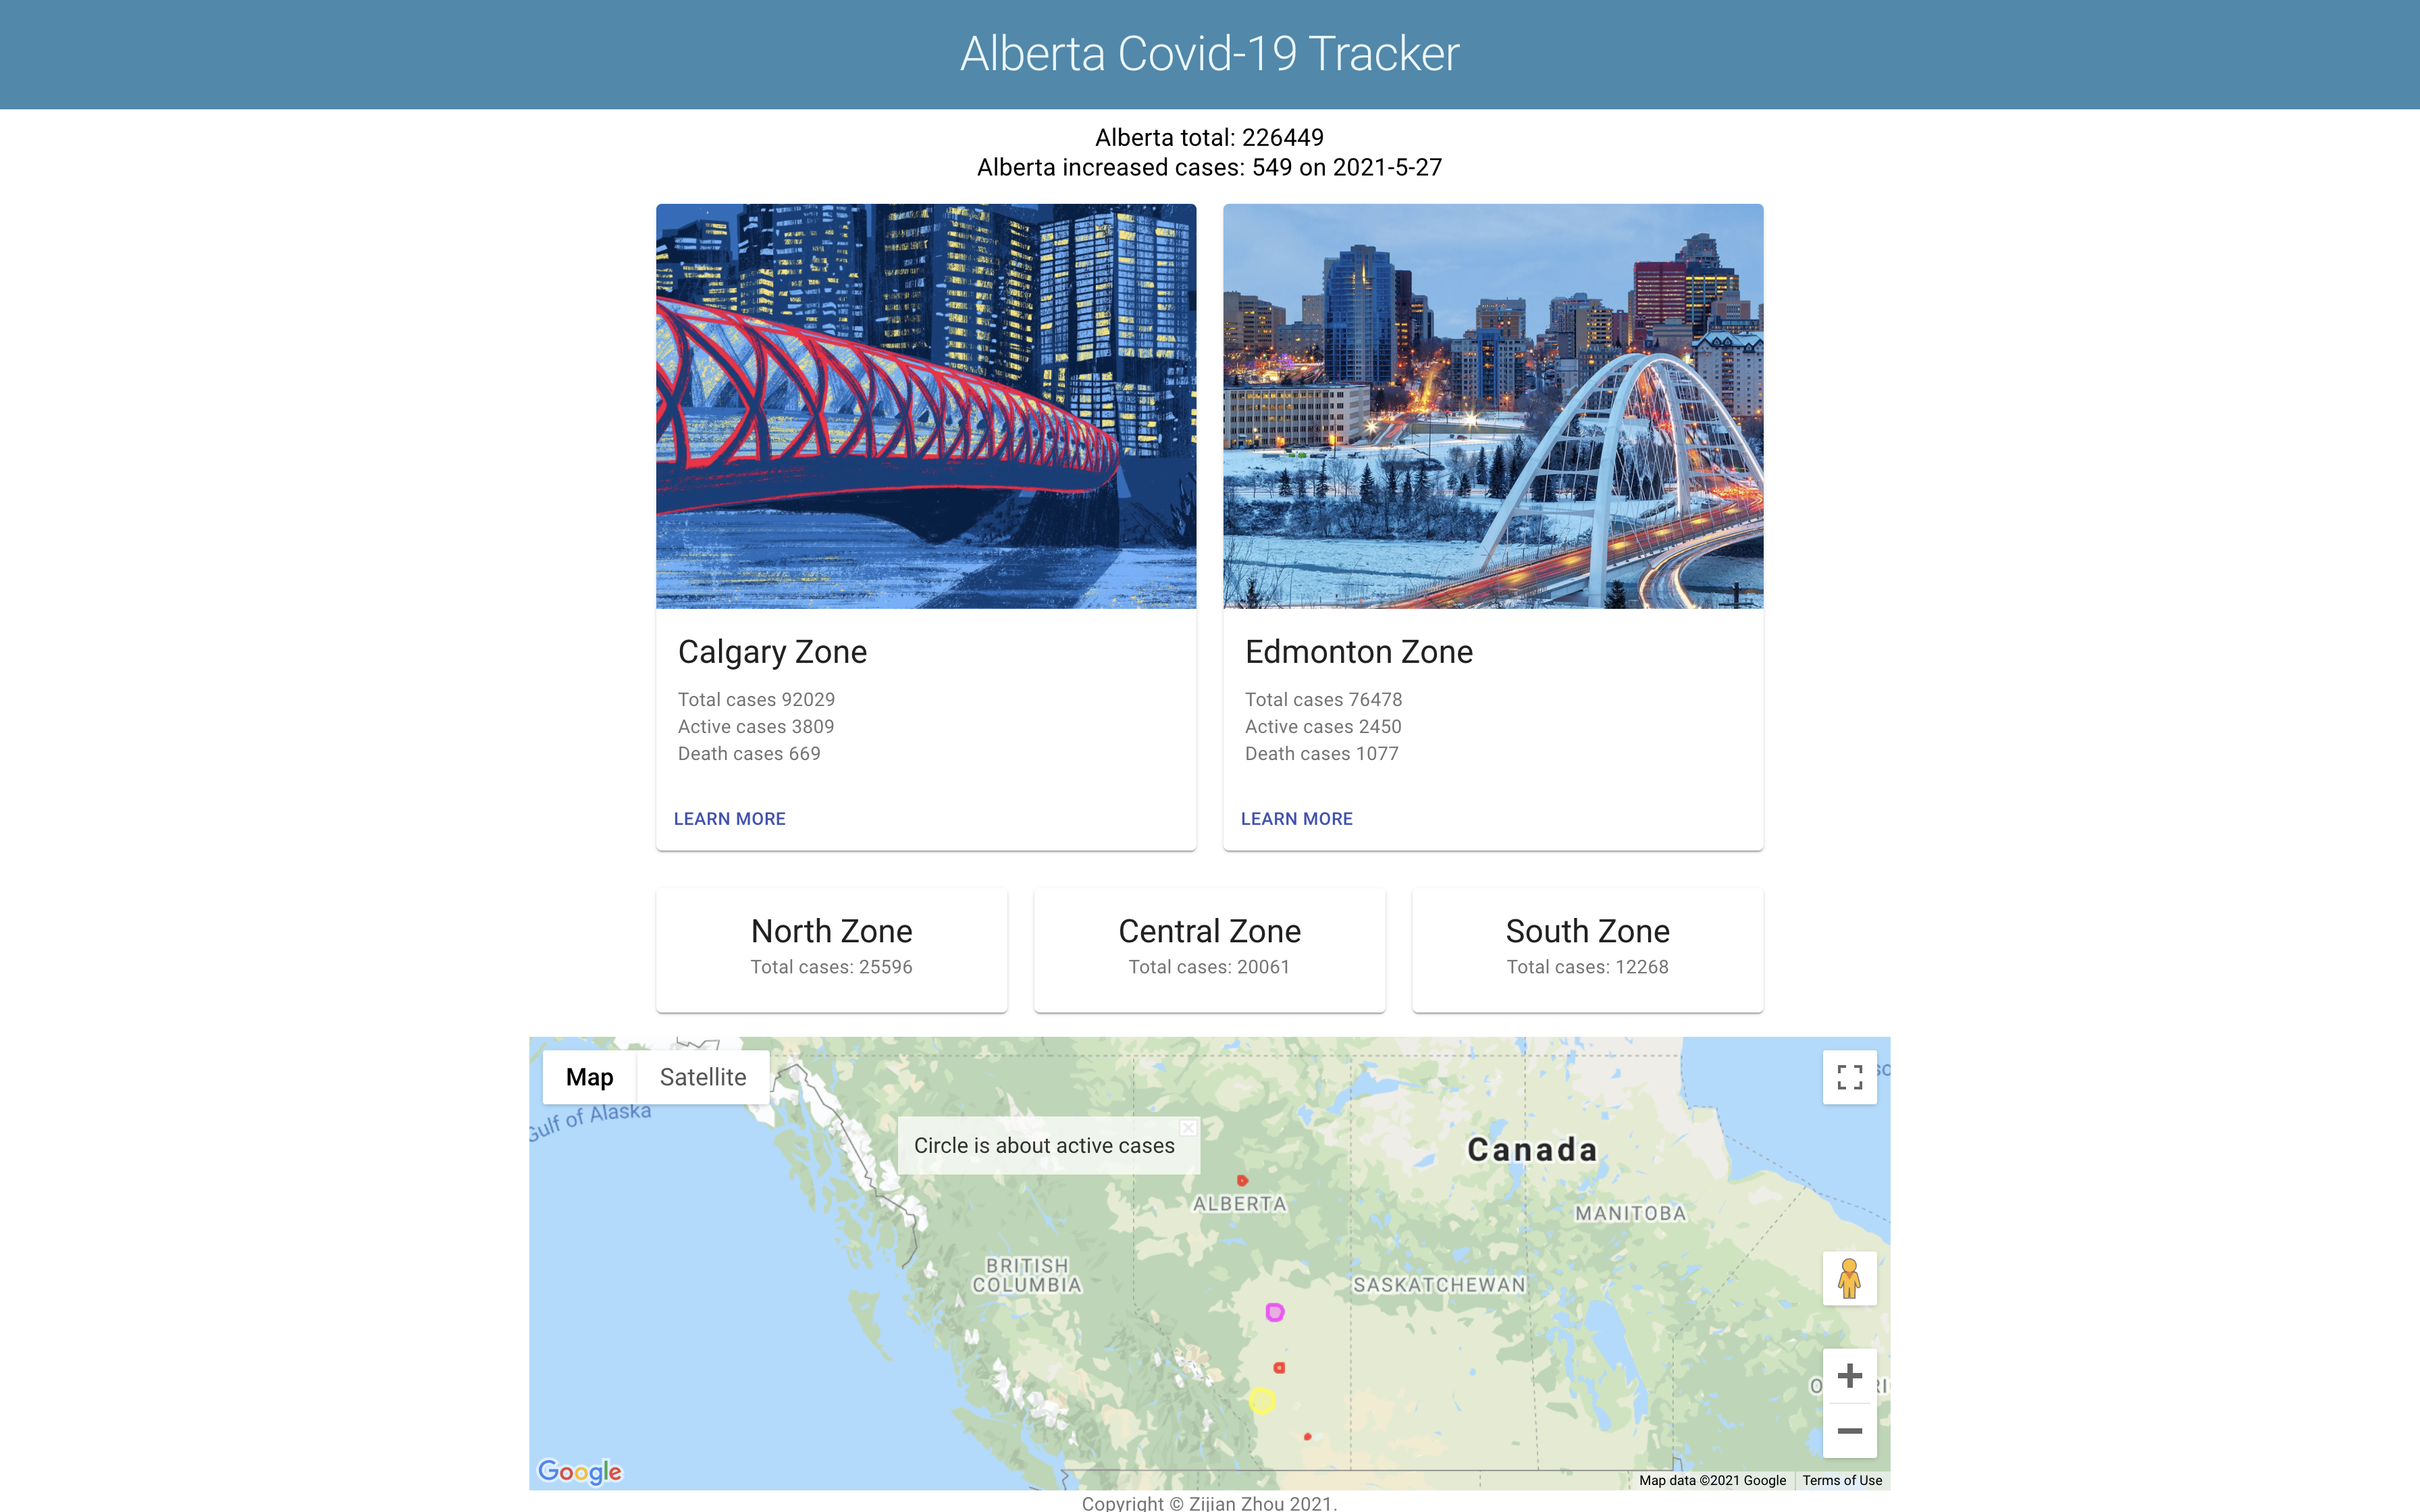 Alberta Covid-19 Tracker
Alberta total: 226449
Alberta increased cases: 549 on 2021-5-27
Calgary Zone
Total cases 92029
Active cases 3809
Death cases 669
LEARN MORE
Edmonton Zone
Total cases 76478
Active cases 2450
Death cases 1077
LEARN MORE
North Zone
Total cases: 25596
Central Zone
Total cases: 20061
South Zone
Total cases: 12268
Map
Satellite
Gulf of Alaska
Circle is about active cases
Canada
ALBERTA
MANITOBA
BRITISH
COLUMBIA
SASKATCHEWAN
Google
Map data ©2021 Google
Terms of Use
Copyright © Zijian Zhou 2021.